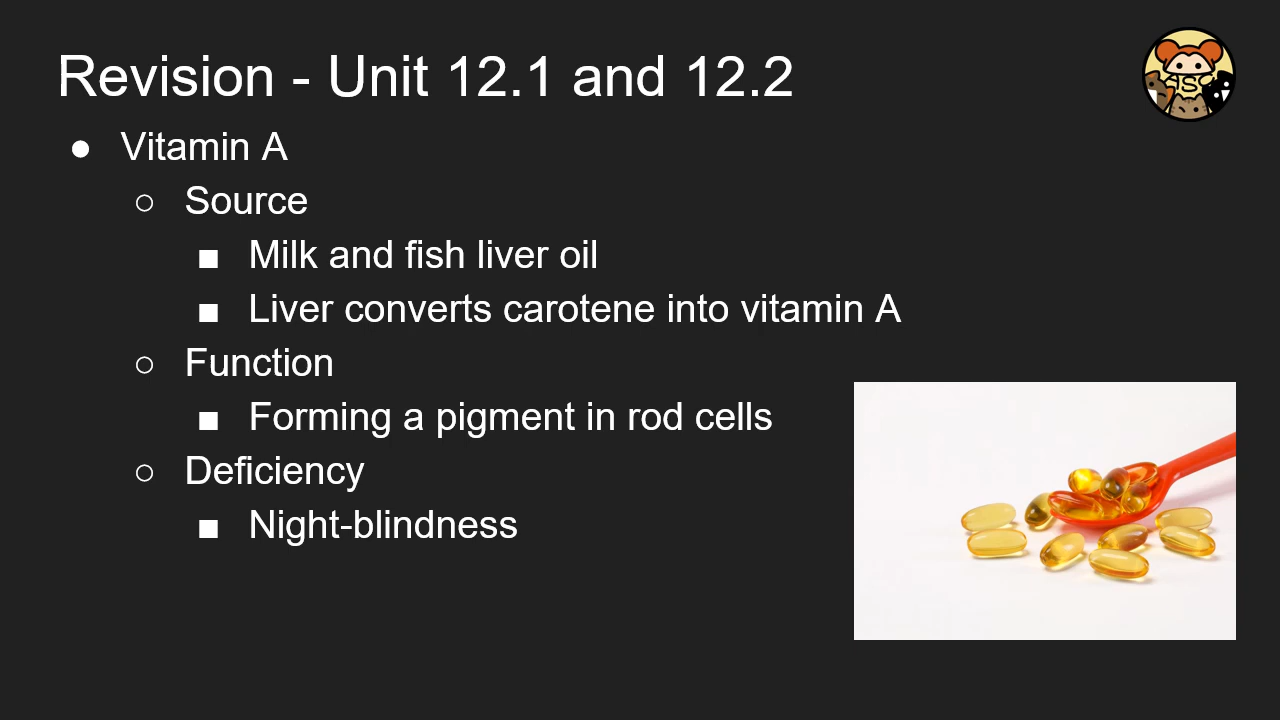 Revision - Unit 12.1 and 12.2
● Vitamin A
○ Source
■ Milk and fish liver oil
■ Liver converts carotene into vitamin A
○ Function
■ Forming a pigment in rod cells
○ Deficiency
■ Night-blindness
S